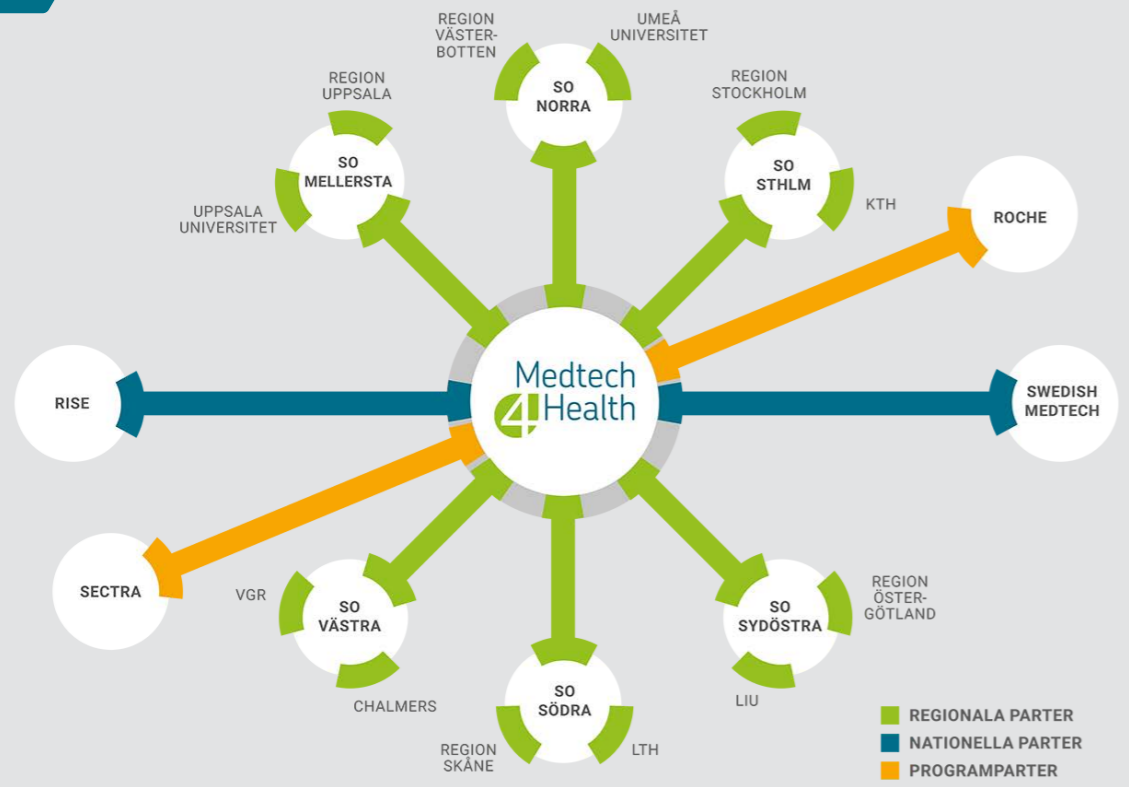 REGION
VÄSTER-
BOTTEN
UMEÅ
UNIVERSITET
SO
NORRA
REGION
UPPSALA
REGION
STOCKHOLM
SO
MELLERSTA
SO
STHLM
UPPSALA
UNIVERSITET
KTH
ROCHE
Medtech
4Health
RISE
SWEDISH
MEDTECH
SECTRA
VGR
SO
VÄSTRA
CHALMERS
SO
SÖDRA
REGION
SKÅNE
LTH
SO
SYDÖSTRA
REGION
ÖSTER-
GÖTLAND
LIU
REGIONALA PARTER
NATIONELLA PARTER
PROGRAMPARTER